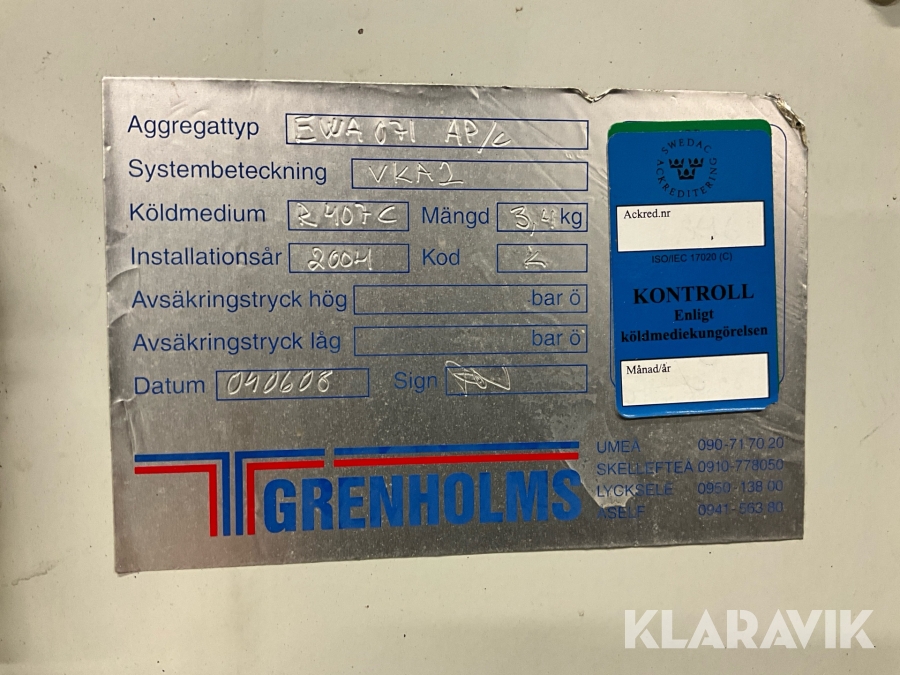 Aggregattyp EWA 071 AP/C
Systembeteckning VKA2
Köldmedium R407C Mängd 3,4 kg
Installationsår 2004 Kod
Avsäkringstryck hög bar ö
Avsäkringstryck låg bar ö
Datum 040608 Sign
GRENHOLMS
SWEDAC
ACKREDITERING
Ackred.nr
ISO/IEC 17020 (C)
KONTROLL
Enligt
köldmediekungörelsen
Månad/år
UMEÅ 090-71 70 20
SKELLEFTEÅ 0910-778050
LYCKSELE 0950-138 00
ÅSELE 0941-563 80
KLARAVIK